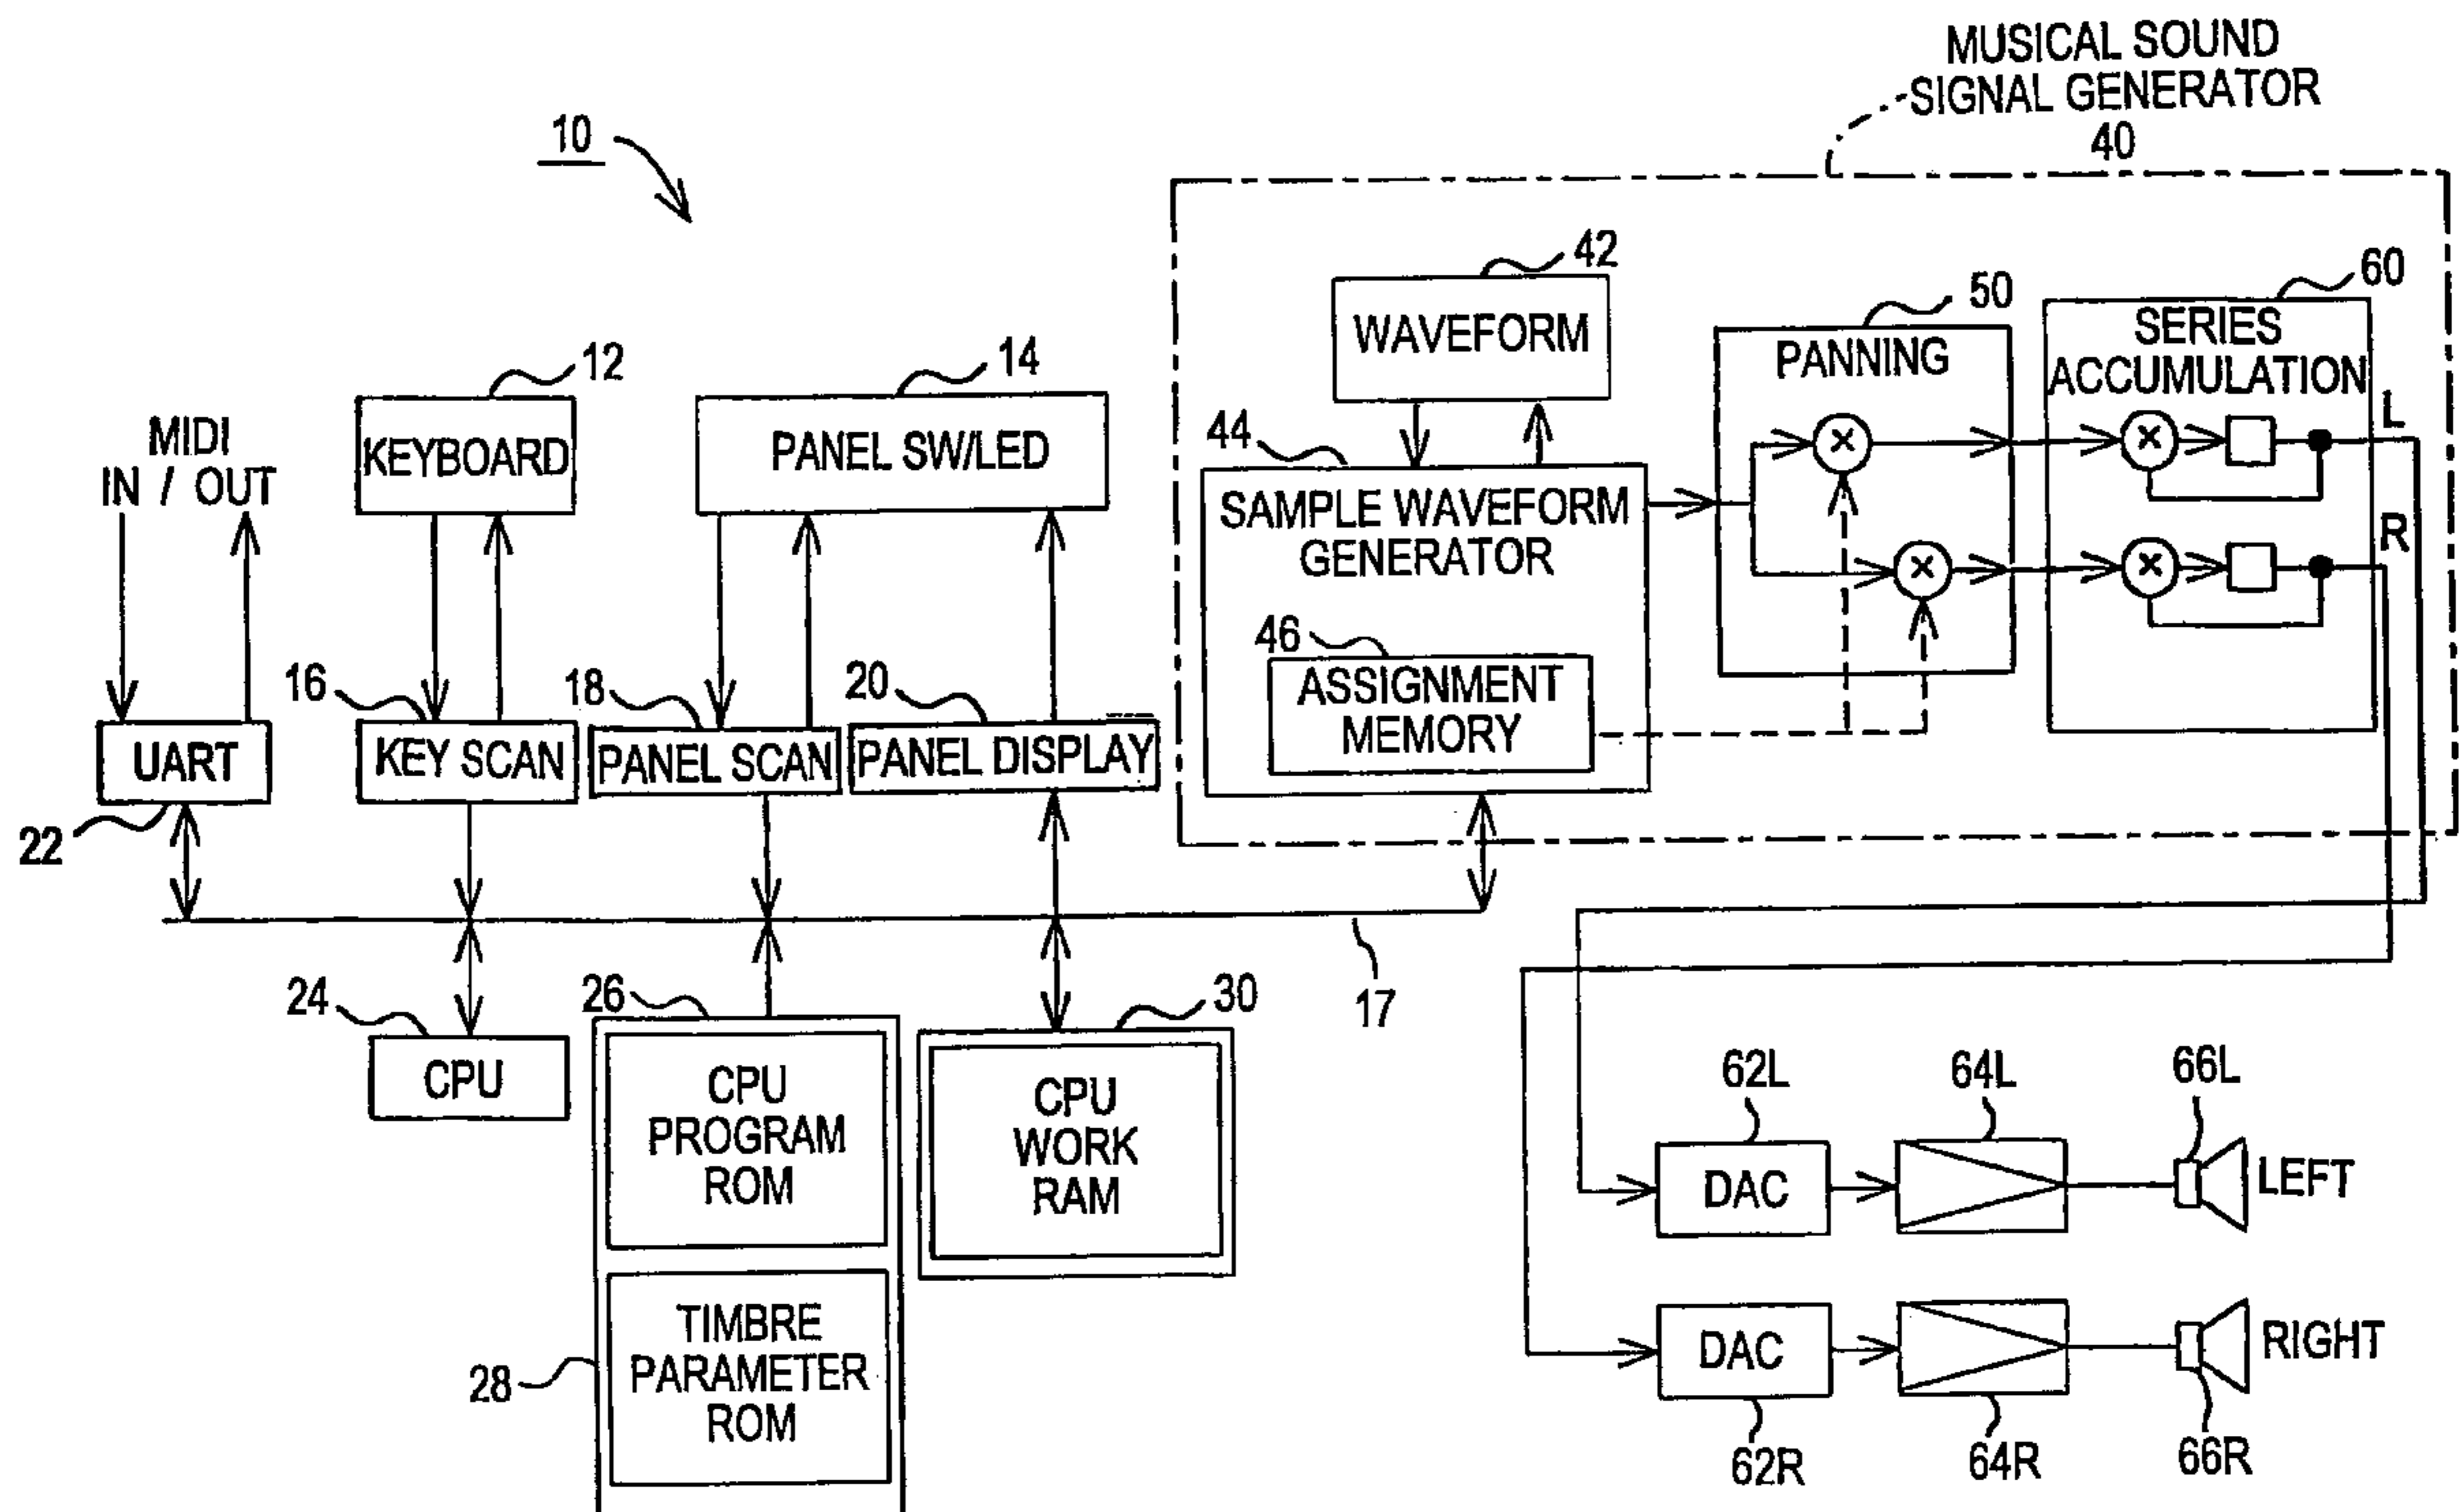 MUSICAL SOUND
SIGNAL GENERATOR
40
10
42
60
50
WAVEFORM
SERIES
ACCUMULATION
PANNING
12
14
L
44
MIDI
IN / OUT
KEYBOARD
PANEL SW/LED
×
×
SAMPLE WAVEFORM
GENERATOR
R
×
×
46
ASSIGNMENT
MEMORY
16
18
20
UART
KEY SCAN
PANEL SCAN
PANEL DISPLAY
22
17
24
26
30
CPU
CPU
PROGRAM
ROM
CPU
WORK
RAM
28
TIMBRE
PARAMETER
ROM
62L
64L
66L
DAC
LEFT
DAC
RIGHT
62R
64R
66R